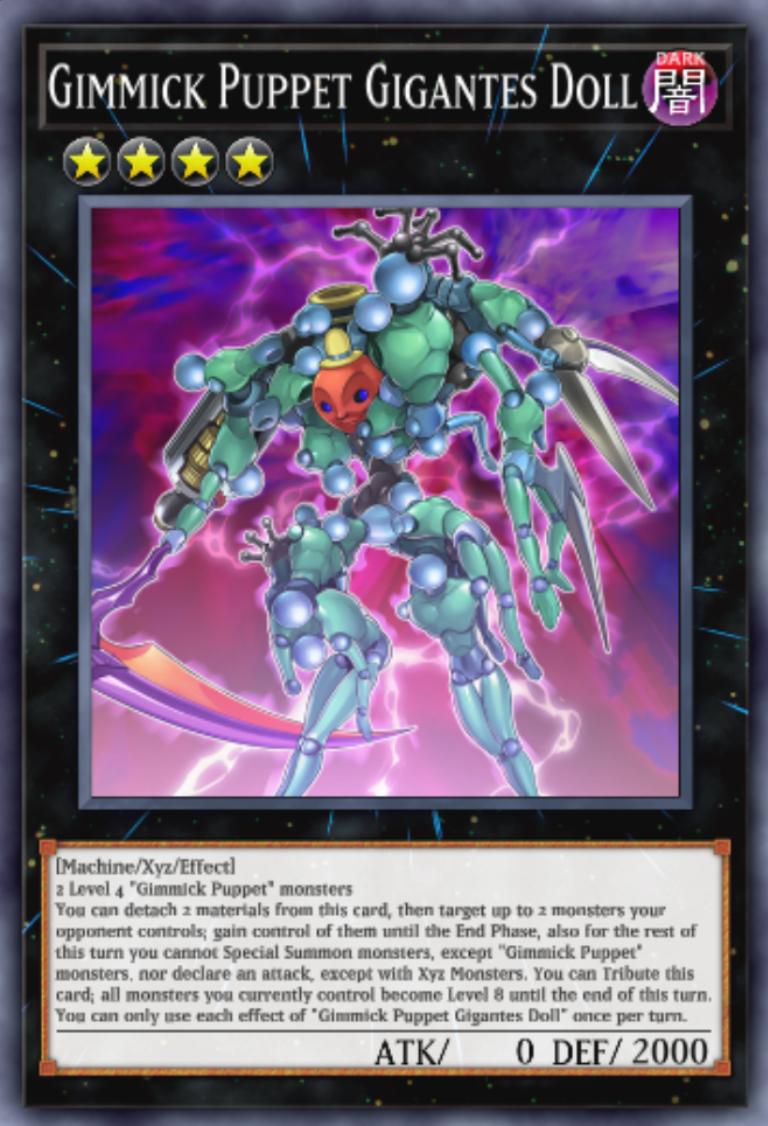 GIMMICK PUPPET GIGANTES DOLL
DARK
闇
[Machine/Xyz/Effect]
2 Level 4 "Gimmick Puppet" monsters
You can detach 2 materials from this card, then target up to 2 monsters your
opponent controls; gain control of them until the End Phase, also for the rest of
this turn you cannot Special Summon monsters, except "Gimmick Puppet"
monsters, nor declare an attack, except with Xyz Monsters. You can Tribute this
card; all monsters you currently control become Level 8 until the end of this turn.
You can only use each effect of "Gimmick Puppet Gigantes Doll" once per turn.
ATK/ 0 DEF/ 2000